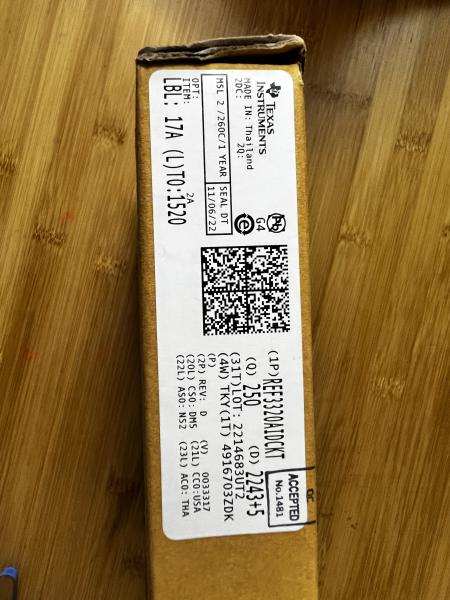 TEXAS
INSTRUMENTS
MADE IN: Thailand
2DC: 2Q:
MSL 2 /260C/1 YEAR
SEAL DT
11/06/22
OPT:
ITEM:
LBL: 17A (L)TO:1520
2A
Pb
G4
e
(1P)REF3320AIDCKT
(Q) 250 (D) 2243+5
(31T)LOT: 2214683UT2
(4W) TKY(1T) 4916703ZDK
(P)
(2P) REV: D (V) 0033317
(20L) CSO:DM5 (21L) CCO:USA
(22L) ASO:NS2 (23L) ACO:THA
QC
ACCEPTED
No.1481